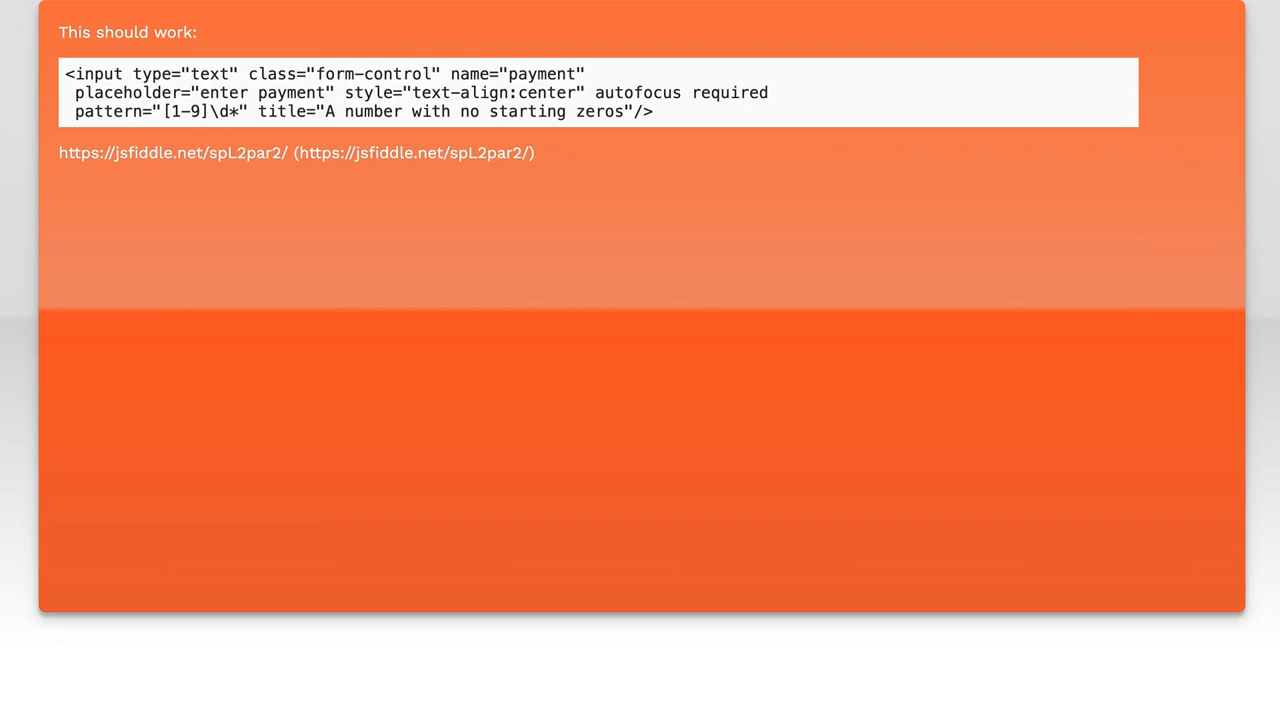 This should work:
<input type="text" class="form-control" name="payment"
placeholder="enter payment" style="text-align:center" autofocus required
pattern="[1-9]\d*" title="A number with no starting zeros"/>
https://jsfiddle.net/spL2par2/ (https://jsfiddle.net/spL2par2/)